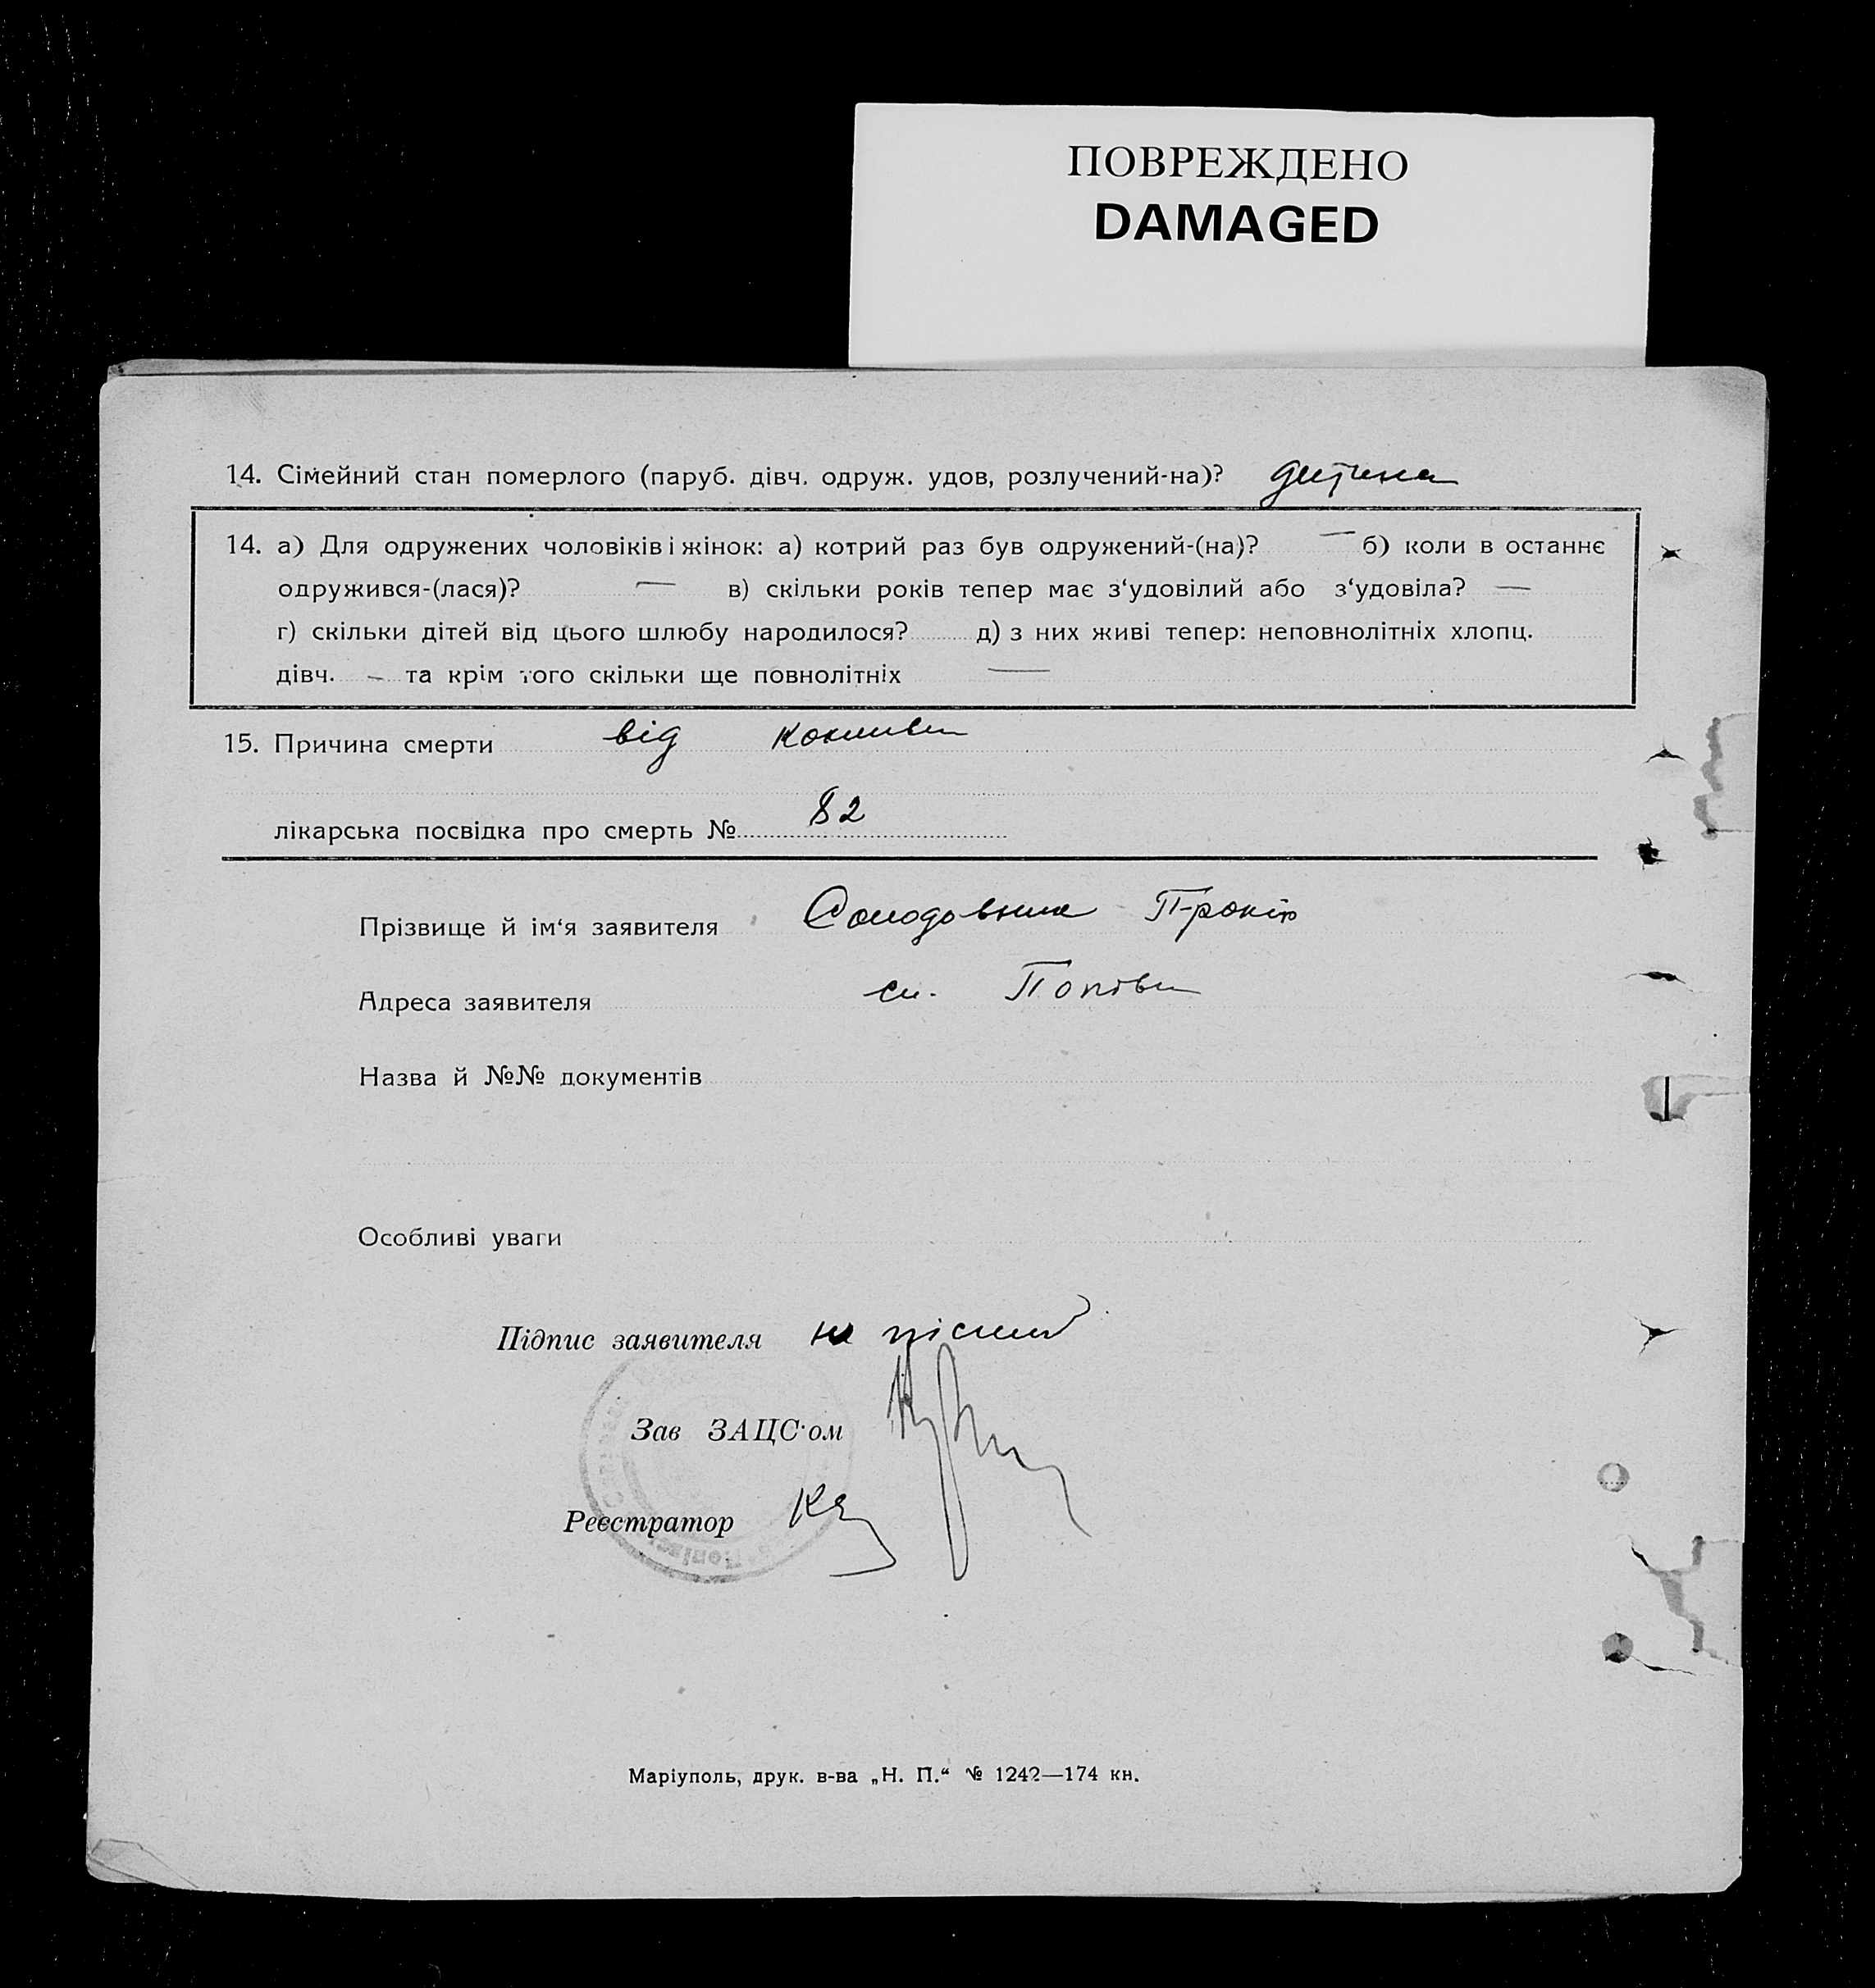 ПОВРЕЖДЕНО
DAMAGED
14. Сімейний стан померлого (паруб. дівч. одруж. удов, розлучений-на)? дитина
14. а) Для одружених чоловіків і жінок: а) котрий раз був одружений-(на)? — б) коли в останнє
одружився-(лася)? — в) скільки років тепер має з‘удовілий або з‘удовіла? —
г) скільки дітей від цього шлюбу народилося? д) з них живі тепер: неповнолітніх хлопц.
дівч. – та крім того скільки ще повнолітніх —
15. Причина смерти від
лікарська посвідка про смерть № 82
Прізвище й ім‘я заявителя
Адреса заявителя
Назва й №№ документів
Особливі уваги
Підпис заявителя
Зав ЗАЦС·ом
Реєстратор
Маріуполь, друк. в-ва „Н. П.“ № 1242—174 кн.